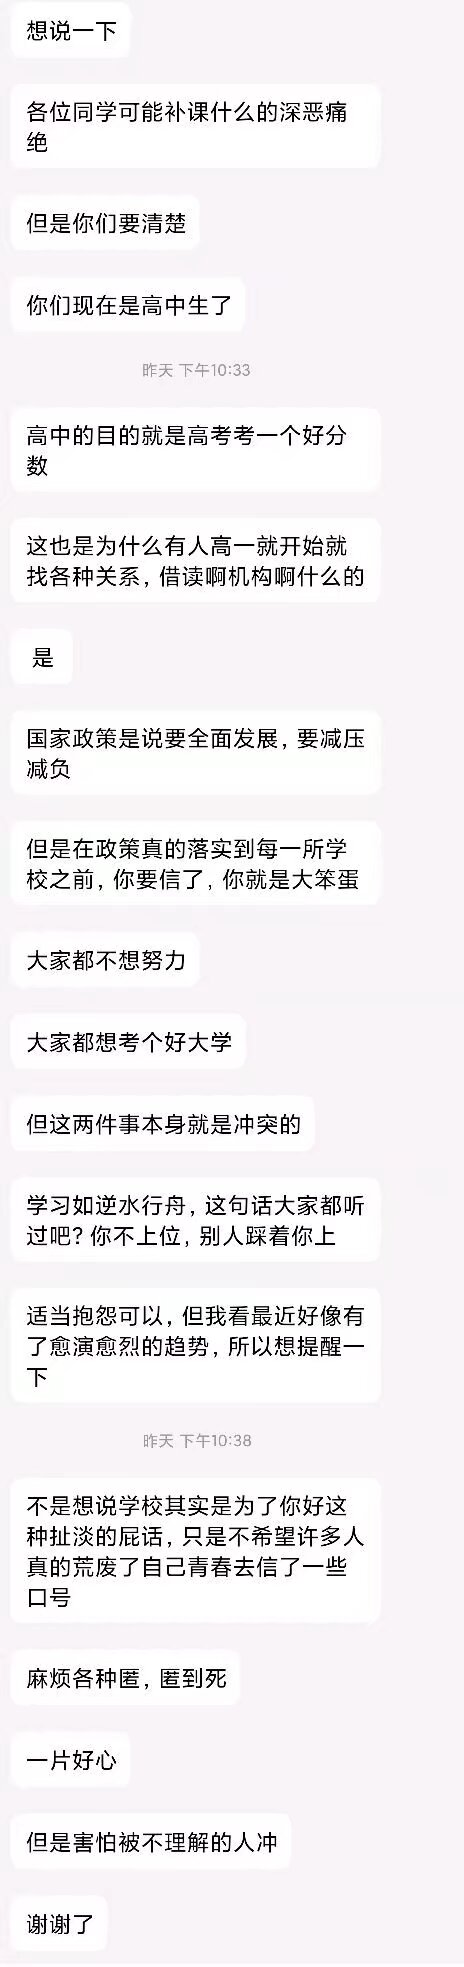 想说一下
各位同学可能补课什么的深恶痛
绝
但是你们要清楚
你们现在是高中生了
昨天 下午10:33
高中的目的就是高考考一个好分
数
这也是为什么有人高一就开始就
找各种关系，借读啊机构啊什么的
是
国家政策是说要全面发展，要减压
减负
但是在政策真的落实到每一所学
校之前，你要信了，你就是大笨蛋
大家都不想努力
大家都想考个好大学
但这两件事本身就是冲突的
学习如逆水行舟，这句话大家都听
过吧？你不上位，别人踩着你上
适当抱怨可以，但我看最近好像有
了愈演愈烈的趋势，所以想提醒一
下
昨天 下午10:38
不是想说学校其实是为了你好这
种扯淡的屁话，只是不希望许多人
真的荒废了自己青春去信了一些
口号
麻烦各种匿，匿到死
一片好心
但是害怕被不理解的人冲
谢谢了